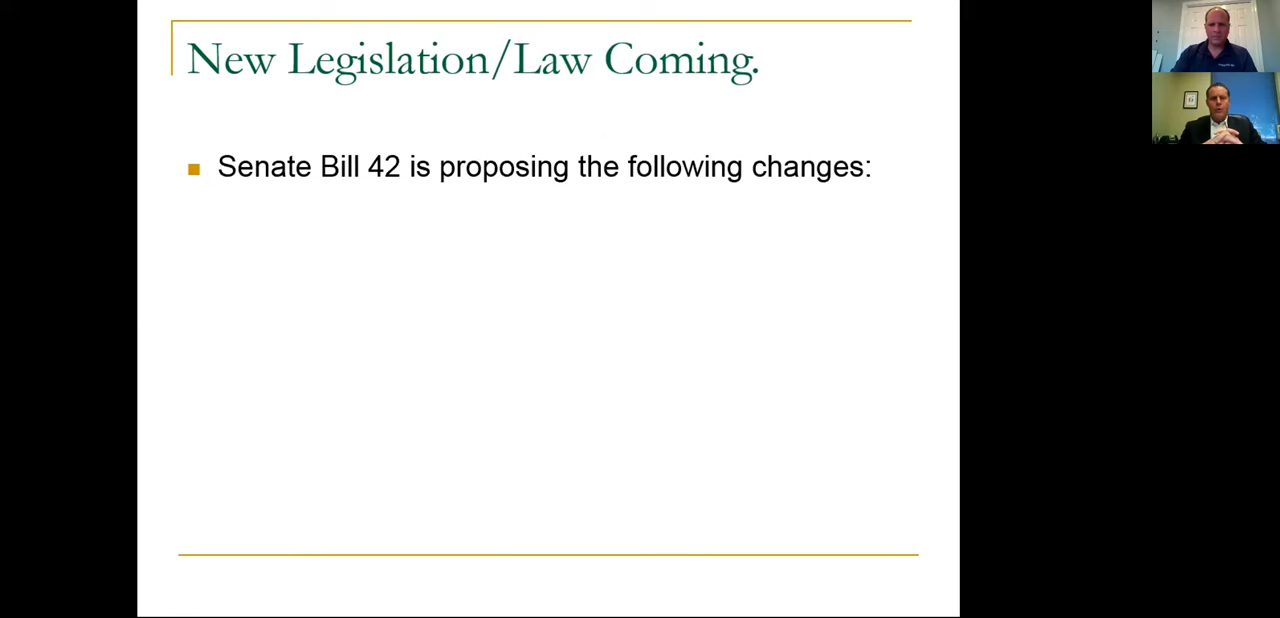 New Legislation/Law Coming.
Senate Bill 42 is proposing the following changes: